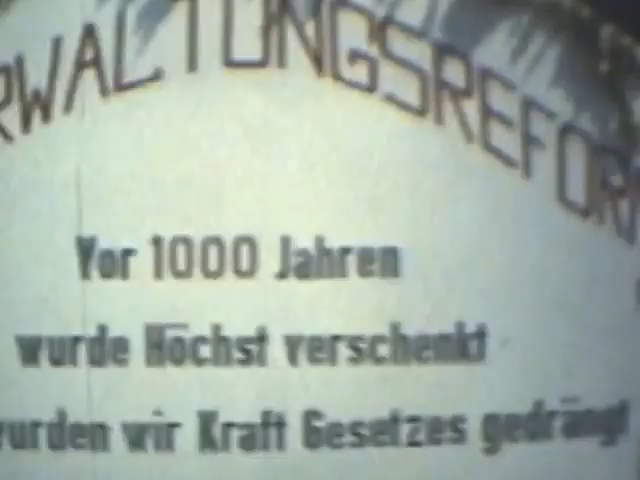 RWALTUNGSREFOR
Vor 1000 Jahren
wurde Höchst verschenkt
wurden wir Kraft Gesetzes gedrängt